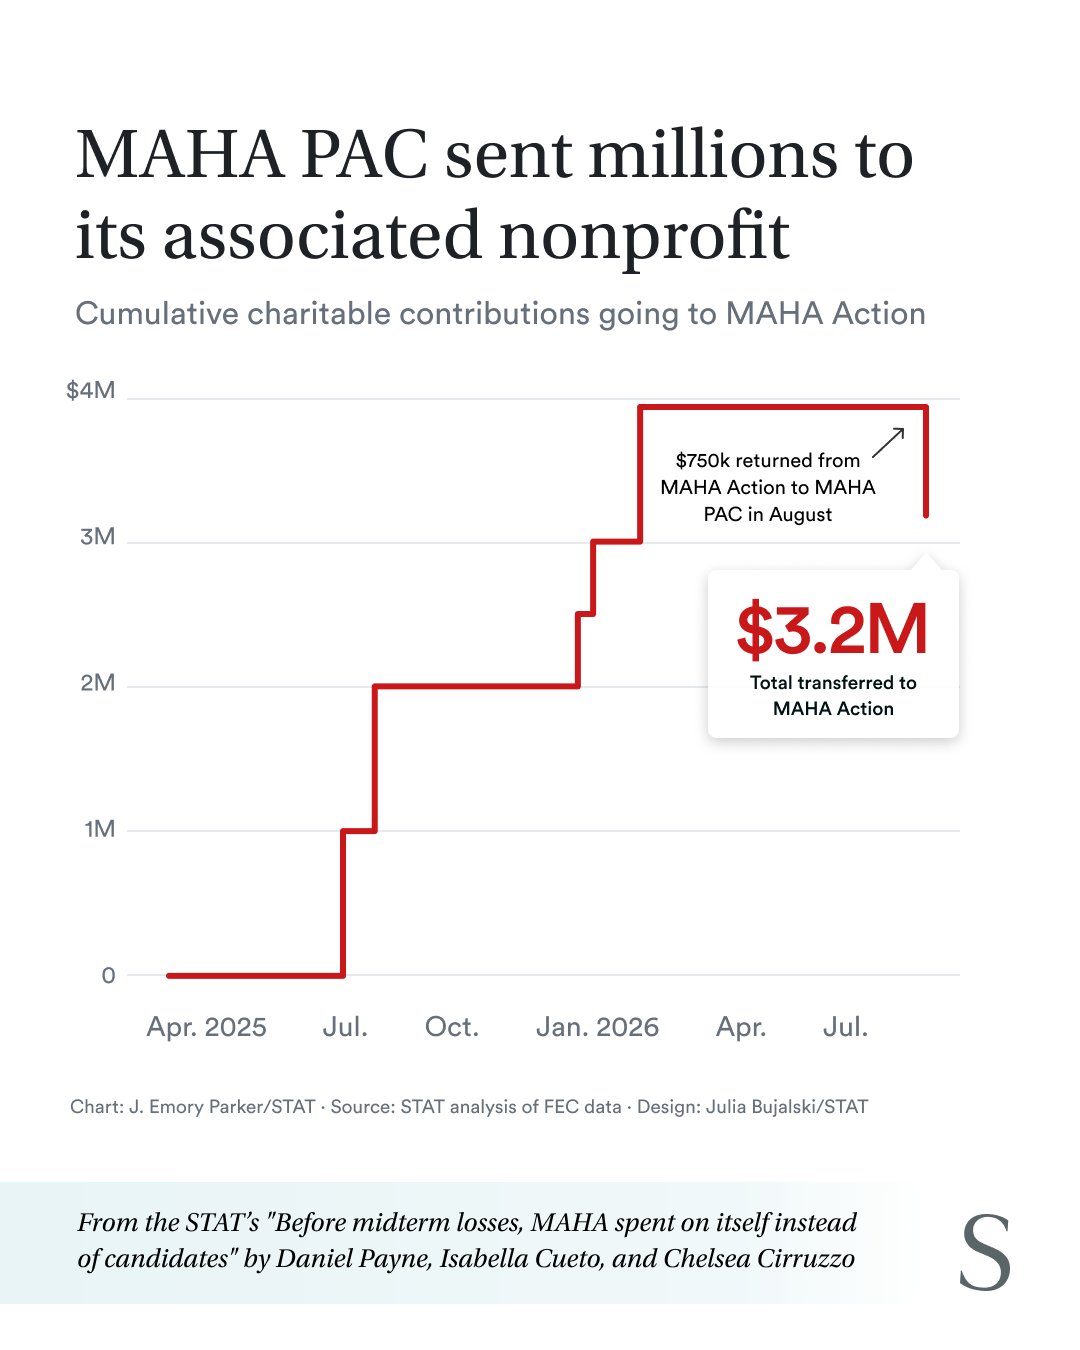 MAHA PAC sent millions to
its associated nonprofit
Cumulative charitable contributions going to MAHA Action
$4M
$750k returned from
MAHA Action to MAHA
PAC in August
3M
$3.2M
Total transferred to
MAHA Action
2M
1M
0
Apr. 2025 Jul. Oct. Jan. 2026 Apr. Jul.
Chart: J. Emory Parker/STAT · Source: STAT analysis of FEC data · Design: Julia Bujalski/STAT
From the STAT’s "Before midterm losses, MAHA spent on itself instead
of candidates" by Daniel Payne, Isabella Cueto, and Chelsea Cirruzzo
S